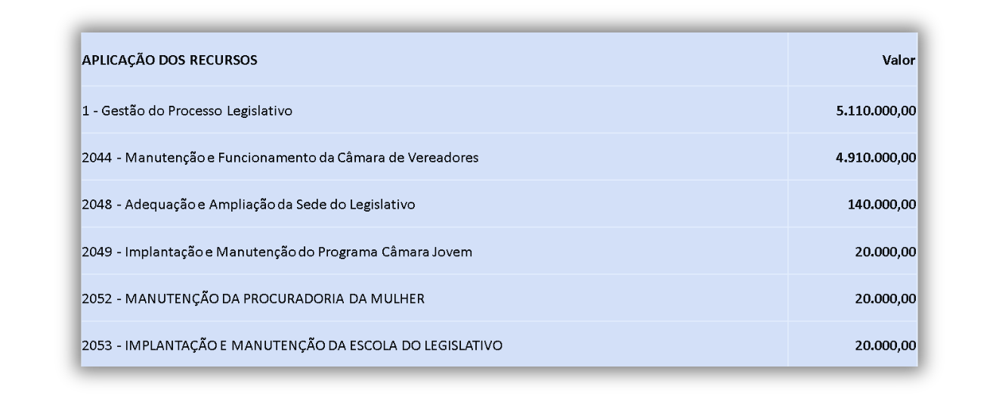 APLICAÇÃO DOS RECURSOS Valor
1 - Gestão do Processo Legislativo 5.110.000,00
2044 - Manutenção e Funcionamento da Câmara de Vereadores 4.910.000,00
2048 - Adequação e Ampliação da Sede do Legislativo 140.000,00
2049 - Implantação e Manutenção do Programa Câmara Jovem 20.000,00
2052 - MANUTENÇÃO DA PROCURADORIA DA MULHER 20.000,00
2053 - IMPLANTAÇÃO E MANUTENÇÃO DA ESCOLA DO LEGISLATIVO 20.000,00